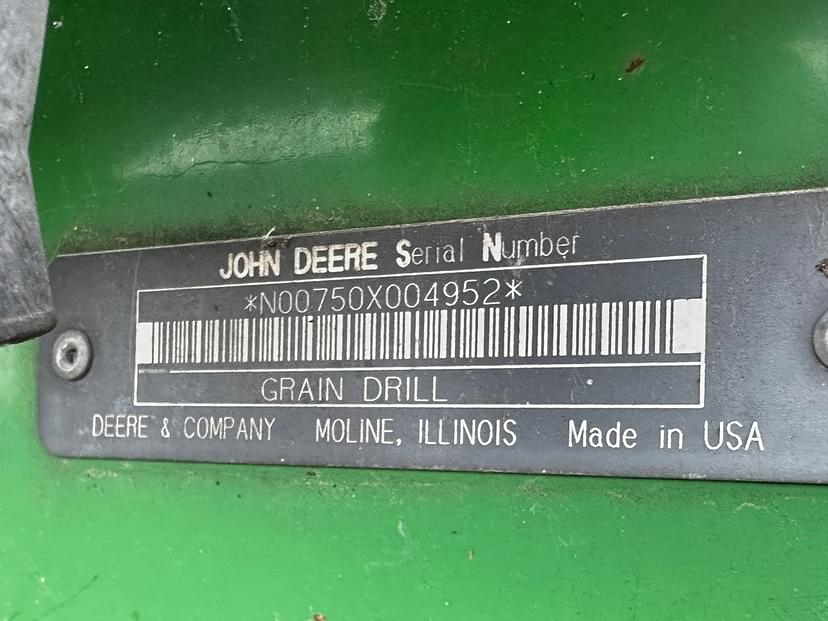 JOHN DEERE Serial Number
*N00750X004952*
GRAIN DRILL
DEERE & COMPANY MOLINE, ILLINOIS Made in USA